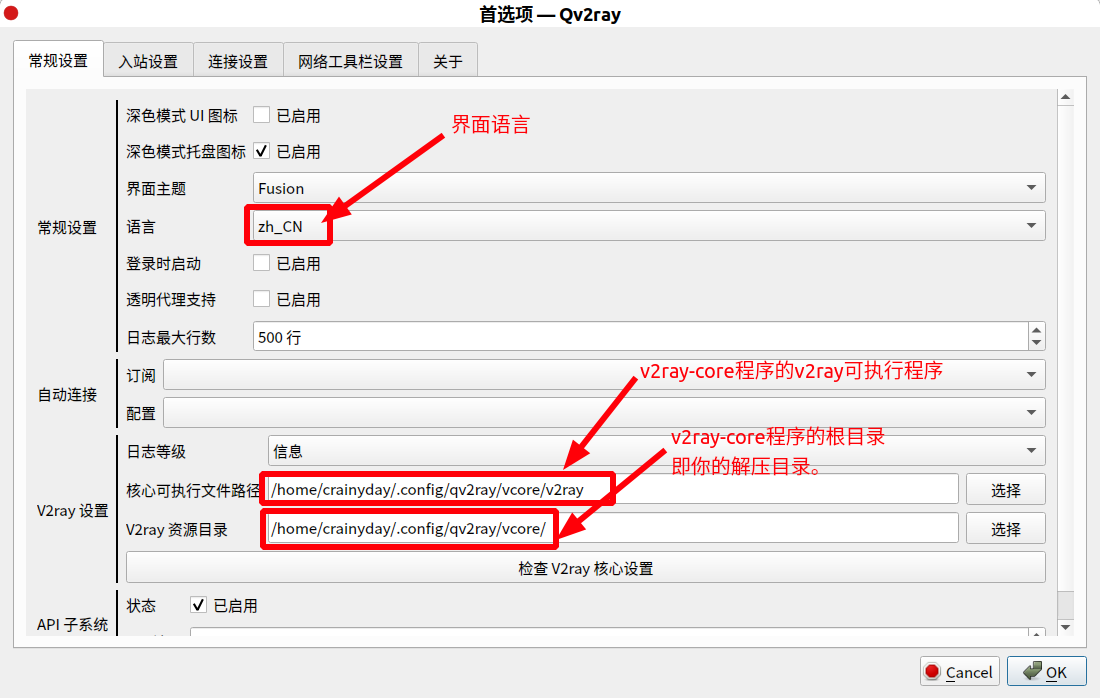 首选项 — Qv2ray
常规设置
入站设置
连接设置
网络工具栏设置
关于
常规设置
深色模式 UI 图标
已启用
界面语言
深色模式托盘图标
已启用
界面主题
Fusion
语言
zh_CN
登录时启动
已启用
透明代理支持
已启用
日志最大行数
500 行
自动连接
订阅
v2ray-core程序的v2ray可执行程序
配置
V2ray 设置
日志等级
信息
v2ray-core程序的根目录
即你的解压目录。
核心可执行文件路径
/home/crainyday/.config/qv2ray/vcore/v2ray
选择
V2ray 资源目录
/home/crainyday/.config/qv2ray/vcore/
选择
检查 V2ray 核心设置
API 子系统
状态
已启用
Cancel
OK